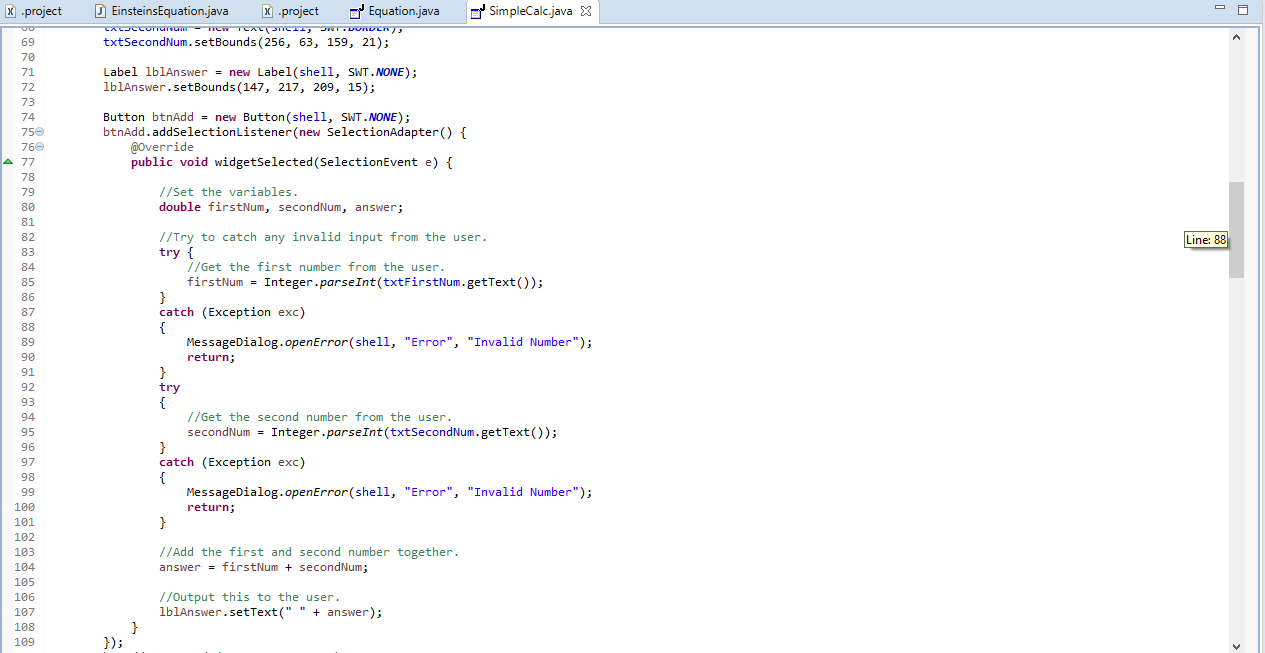 .project EinsteinsEquation.java .project Equation.java SimpleCalc.java
68 txtSecondNum = new Text(shell, SWT.BORDER);
69 txtSecondNum.setBounds(256, 63, 159, 21);
70
71 Label lblAnswer = new Label(shell, SWT.NONE);
72 lblAnswer.setBounds(147, 217, 209, 15);
73
74 Button btnAdd = new Button(shell, SWT.NONE);
75 btnAdd.addSelectionListener(new SelectionAdapter() {
76 @Override
77 public void widgetSelected(SelectionEvent e) {
78
79 //Set the variables.
80 double firstNum, secondNum, answer;
81
82 //Try to catch any invalid input from the user.
83 try {
84 //Get the first number from the user.
85 firstNum = Integer.parseInt(txtFirstNum.getText());
86 }
87 catch (Exception exc)
88 {
89 MessageDialog.openError(shell, "Error", "Invalid Number");
90 return;
91 }
92 try
93 {
94 //Get the second number from the user.
95 secondNum = Integer.parseInt(txtSecondNum.getText());
96 }
97 catch (Exception exc)
98 {
99 MessageDialog.openError(shell, "Error", "Invalid Number");
100 return;
101 }
102
103 //Add the first and second number together.
104 answer = firstNum + secondNum;
105
106 //Output this to the user.
107 lblAnswer.setText(" " + answer);
108 }
109 });
Line: 88